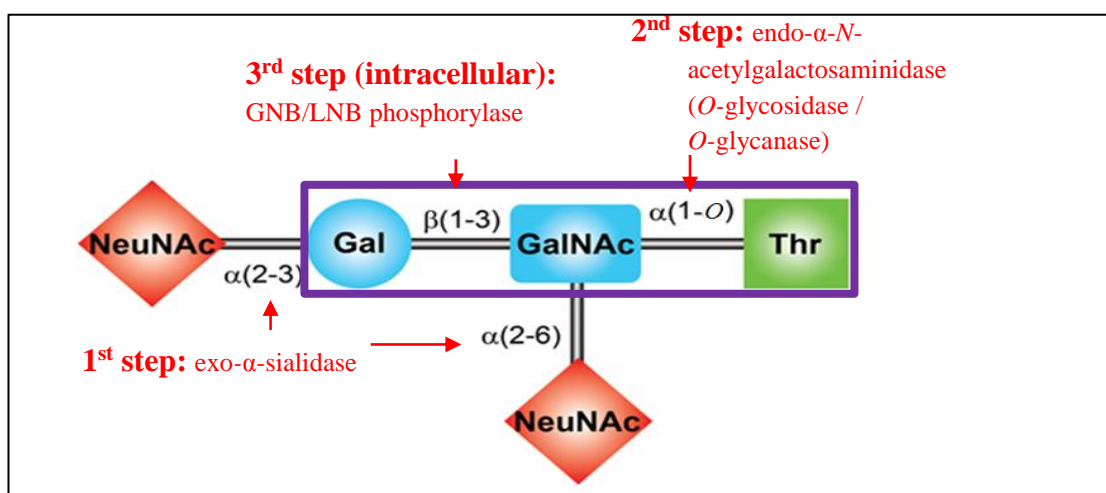 2nd step: endo-α-N-
acetylgalactosaminidase
(O-glycosidase /
O-glycanase)
3rd step (intracellular):
GNB/LNB phosphorylase
NeuNAc
α(2-3)
Gal
β(1-3)
GalNAc
α(1-O)
Thr
1st step: exo-α-sialidase
α(2-6)
NeuNAc